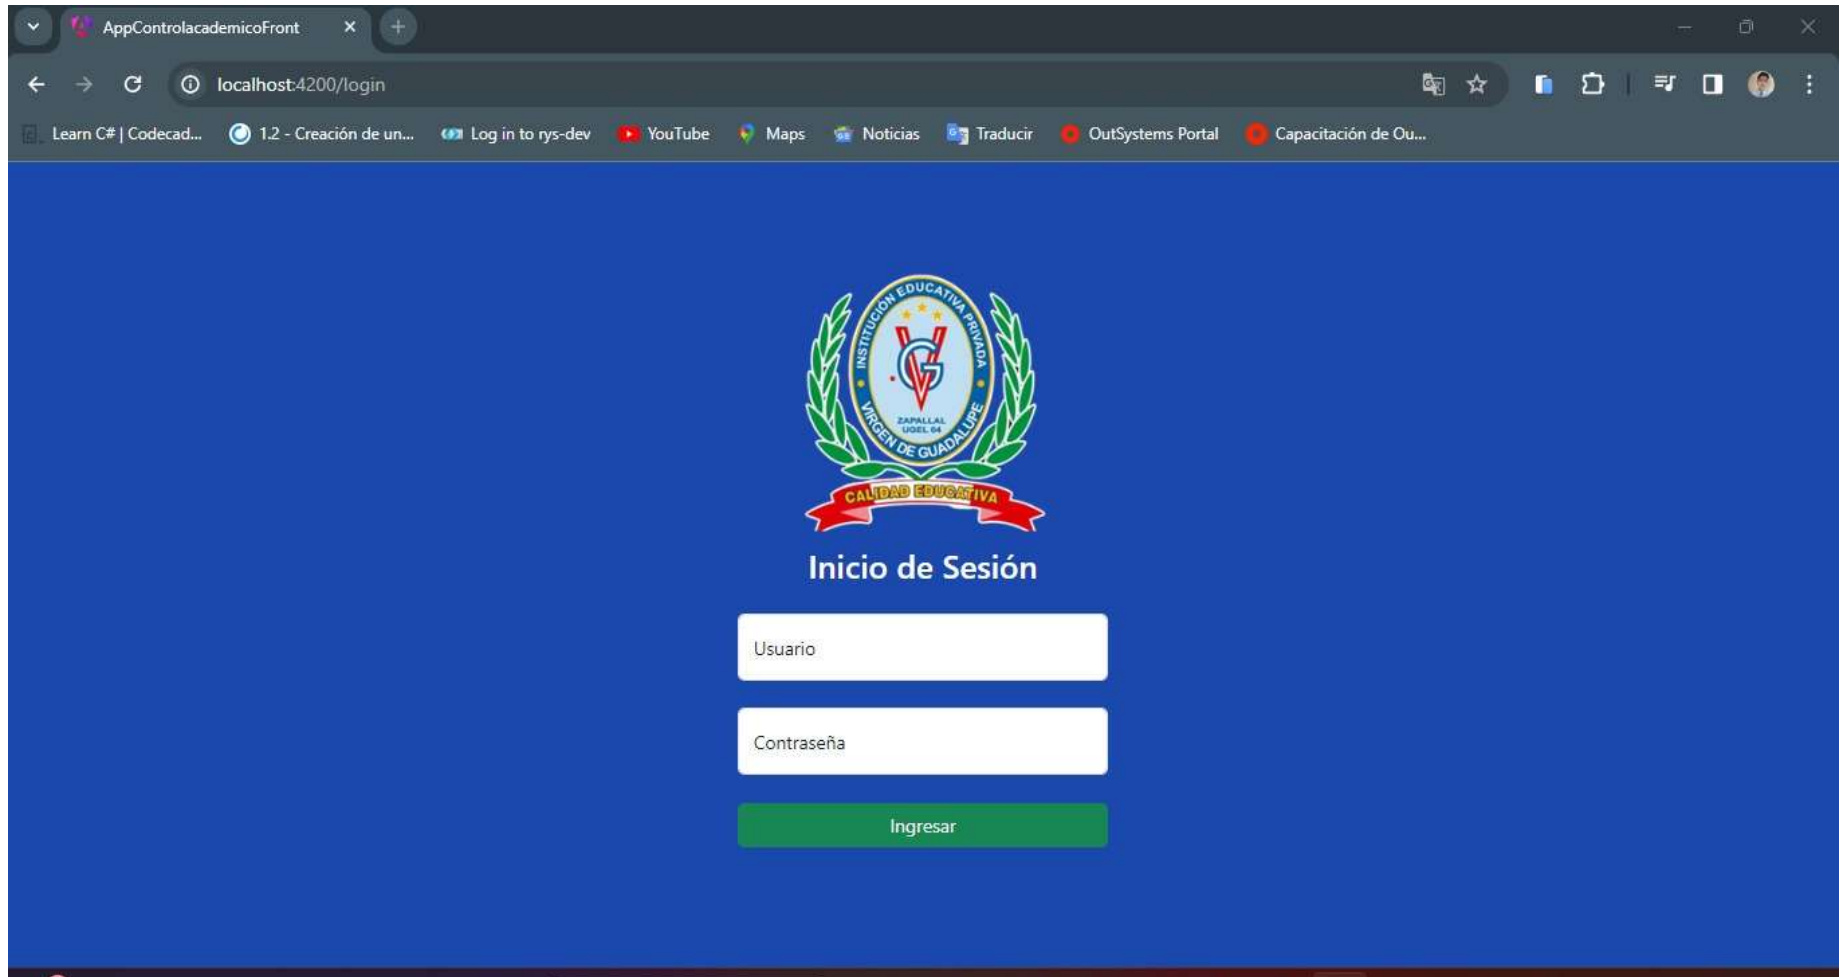 AppControlacademicoFront
localhost:4200/login
Learn C# | Codecad... 1.2 - Creación de un... Log in to rys-dev YouTube Maps Noticias Traducir OutSystems Portal Capacitación de Ou...
INSTITUCIÓN EDUCATIVA PRIVADA
VG
ZAPALLAL
UGEL 04
VIRGEN DE GUADALUPE
CALIDAD EDUCATIVA
Inicio de Sesión
Usuario
Contraseña
Ingresar